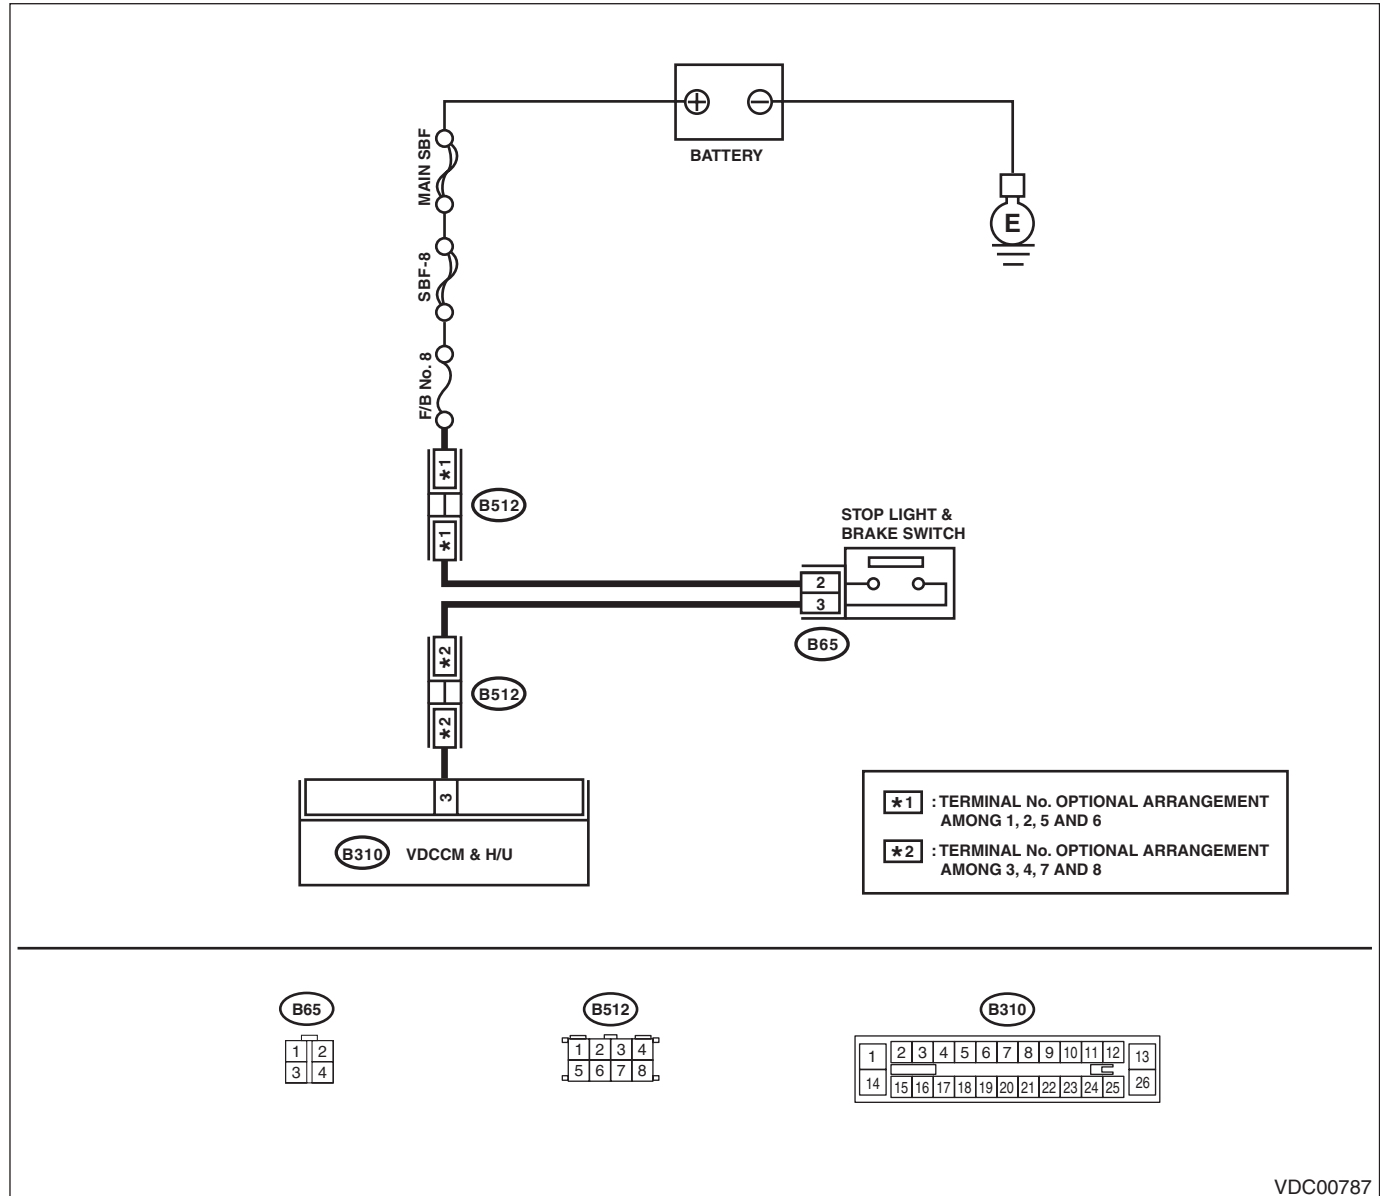 BATTERY
MAIN SBF
SBF-8
F/B No. 8
E
*1
B512
*1
STOP LIGHT &
BRAKE SWITCH
2
3
B65
*2
B512
*2
3
B310 VDCCM & H/U
*1 : TERMINAL No. OPTIONAL ARRANGEMENT
AMONG 1, 2, 5 AND 6
*2 : TERMINAL No. OPTIONAL ARRANGEMENT
AMONG 3, 4, 7 AND 8
B65
1 2
3 4
B512
1 2 3 4
5 6 7 8
B310
1 2 3 4 5 6 7 8 9 10 11 12 13
14 15 16 17 18 19 20 21 22 23 24 25 26
VDC00787